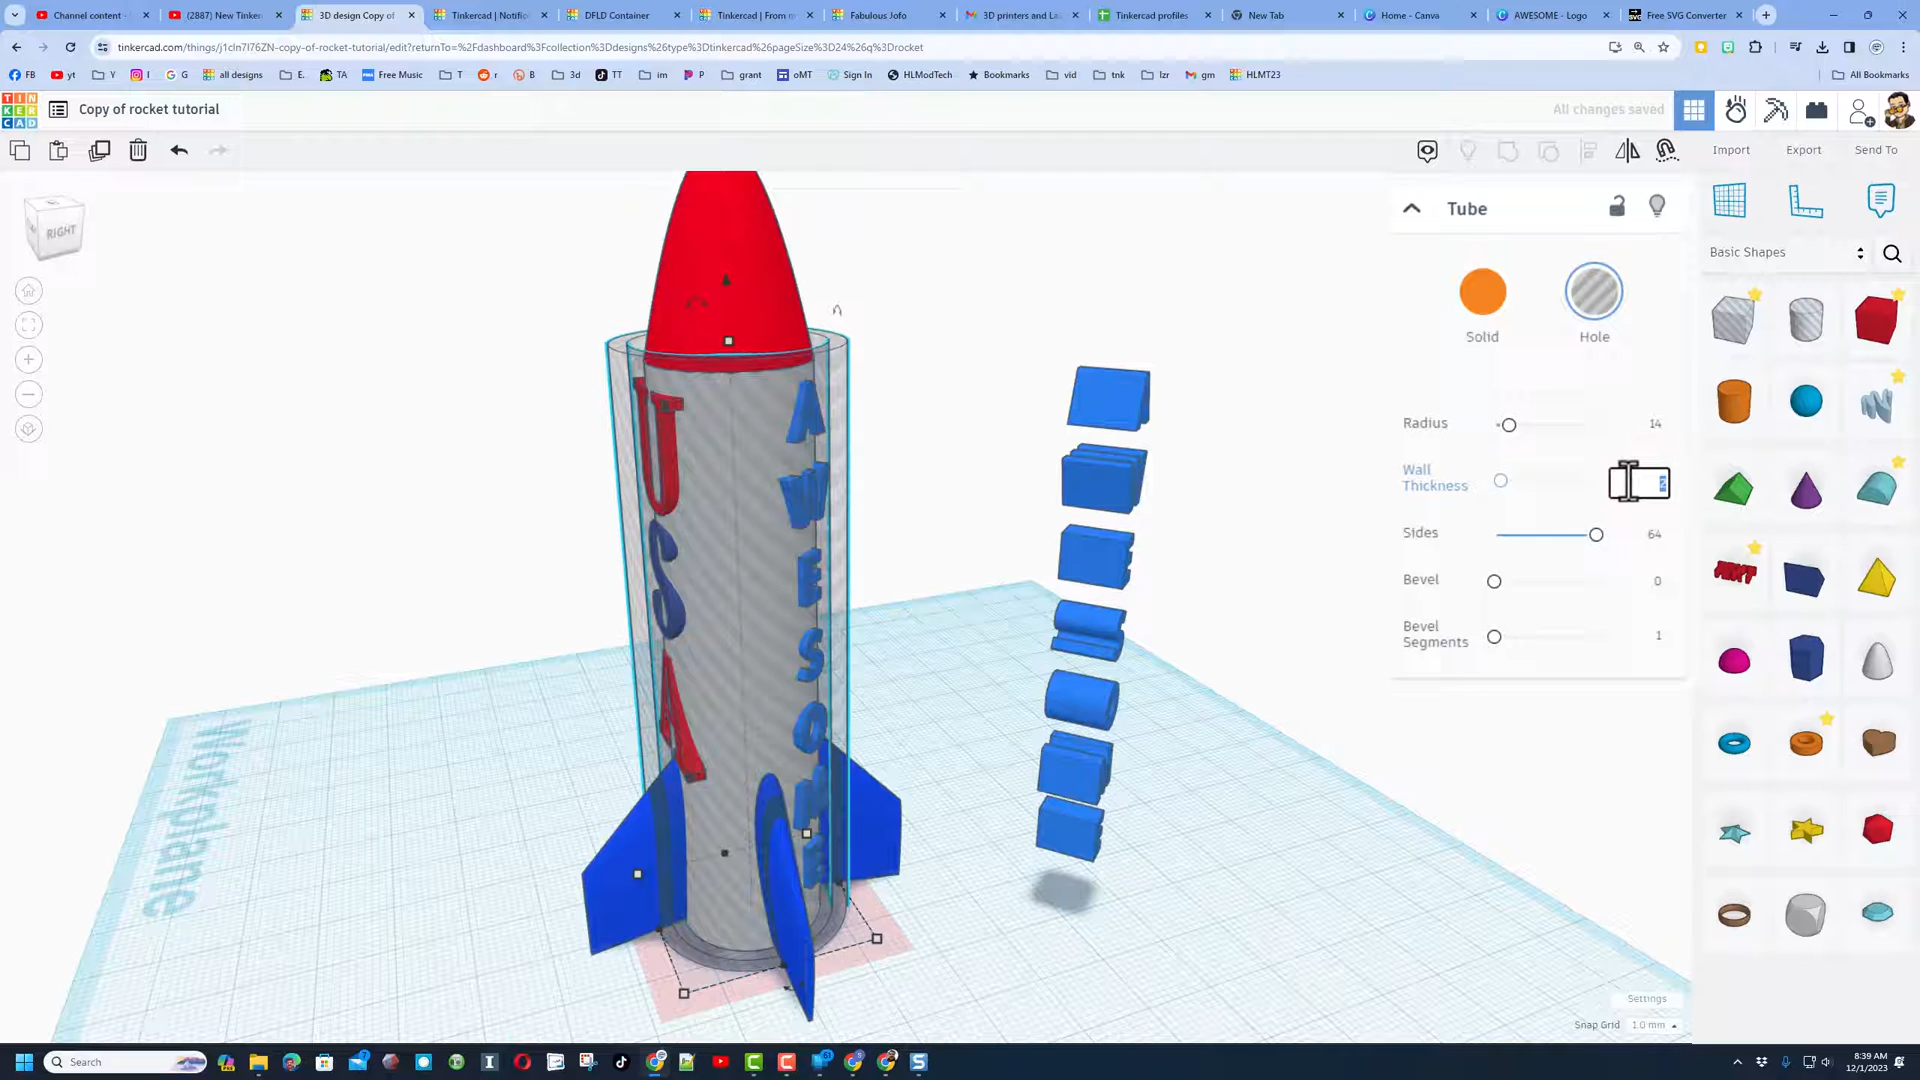 Channel content -
(2887) New Tinker
3D design Copy of
Tinkercad | Notific
DFLD Container
Tinkercad | From m
Fabulous Jofo
3D printers and La
Tinkercad profiles
New Tab
Home - Canva
AWESOME - Logo
Free SVG Converter
tinkercad.com/things/j1cln7I76ZN-copy-of-rocket-tutorial/edit?returnTo=%2Fdashboard%3Fcollection%3Ddesigns%26type%3Dtinkercad%26pageSize%3D24%26q%3Drocket
FB yt Y I G all designs E. TA Free Music T r B 3d TT im P grant oMT Sign In HLModTech Bookmarks vid tnk lzr gm HLMT23 All Bookmarks
TIN
KER
CAD
Copy of rocket tutorial
All changes saved
Import Export Send To
RIGHT
Tube
Basic Shapes
Solid Hole
Radius 14
Wall Thickness
Sides 64
Bevel 0
Bevel Segments 1
USA
AWESOME
Workplane
Settings
Snap Grid 1.0 mm
Search
8:39 AM
12/1/2023